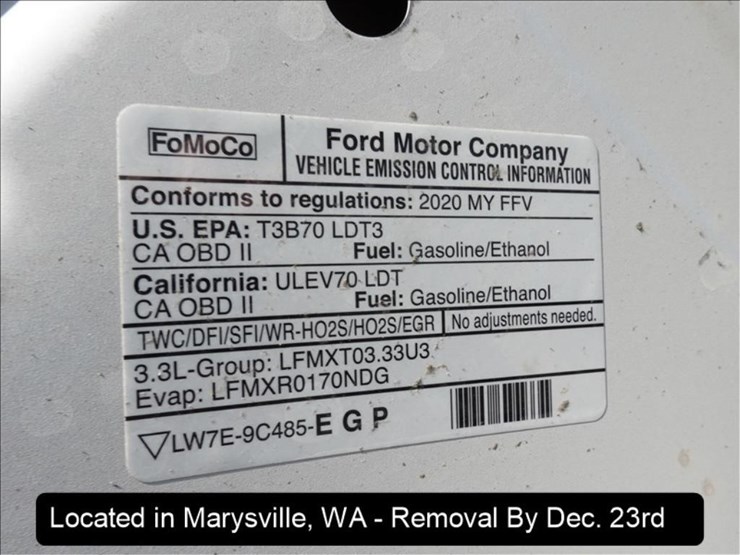 FoMoCo
Ford Motor Company
VEHICLE EMISSION CONTROL INFORMATION
Conforms to regulations: 2020 MY FFV
U.S. EPA: T3B70 LDT3
CA OBD II Fuel: Gasoline/Ethanol
California: ULEV70 LDT
CA OBD II Fuel: Gasoline/Ethanol
TWC/DFI/SFI/WR-HO2S/HO2S/EGR No adjustments needed.
3.3L-Group: LFMXT03.33U3
Evap: LFMXR0170NDG
LW7E-9C485-E G P
Located in Marysville, WA - Removal By Dec. 23rd